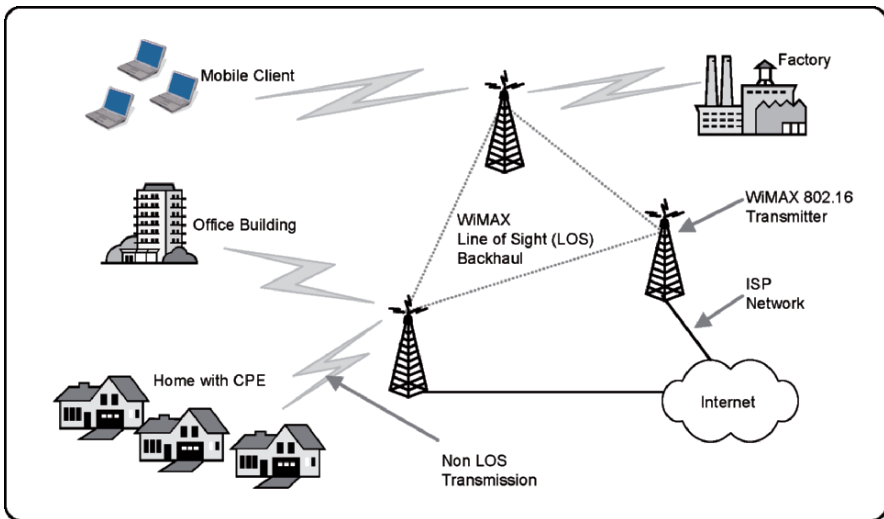 Mobile Client
Factory
Office Building
WiMAX
Line of Sight (LOS)
Backhaul
WiMAX 802.16
Transmitter
ISP
Network
Home with CPE
Internet
Non LOS
Transmission